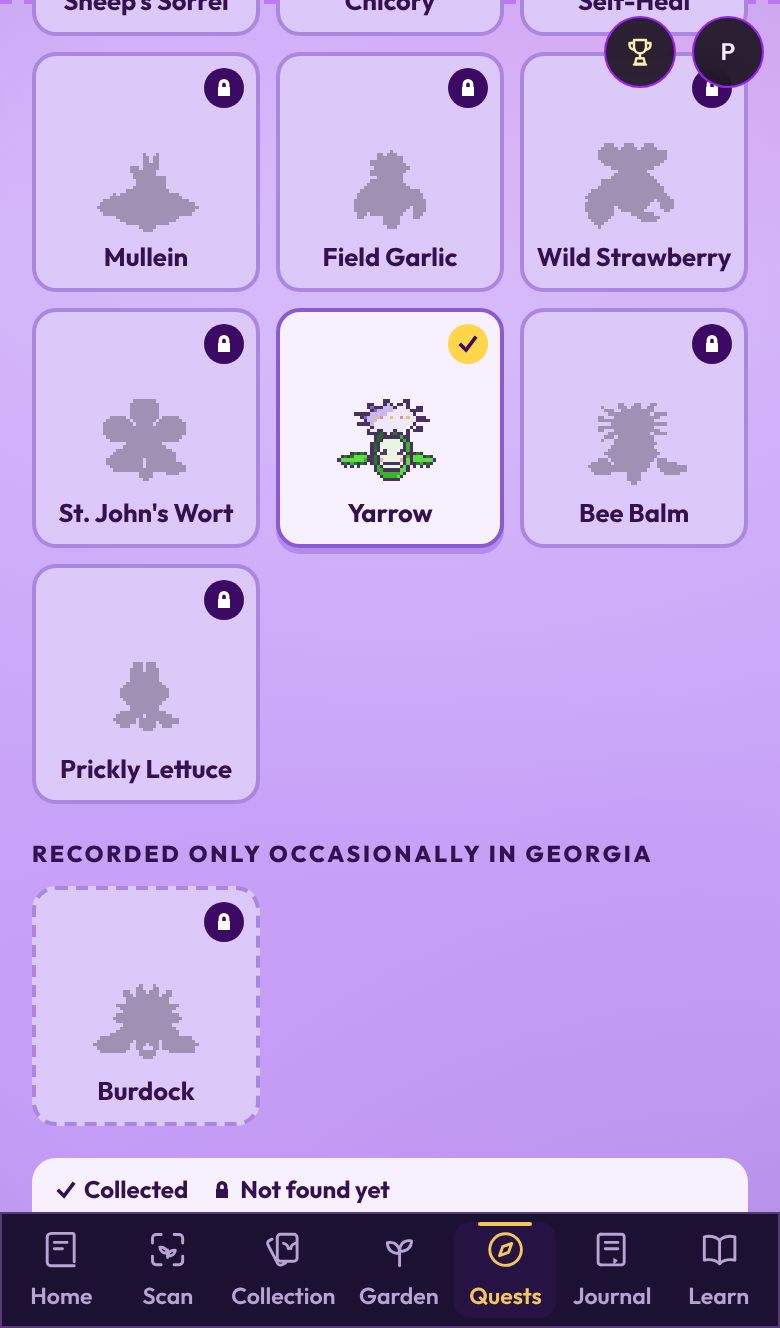 Sheep's Sorrel
Chicory
Self-Heal
P
Mullein
Field Garlic
Wild Strawberry
St. John's Wort
Yarrow
Bee Balm
Prickly Lettuce
RECORDED ONLY OCCASIONALLY IN GEORGIA
Burdock
Collected Not found yet
Home Scan Collection Garden Quests Journal Learn